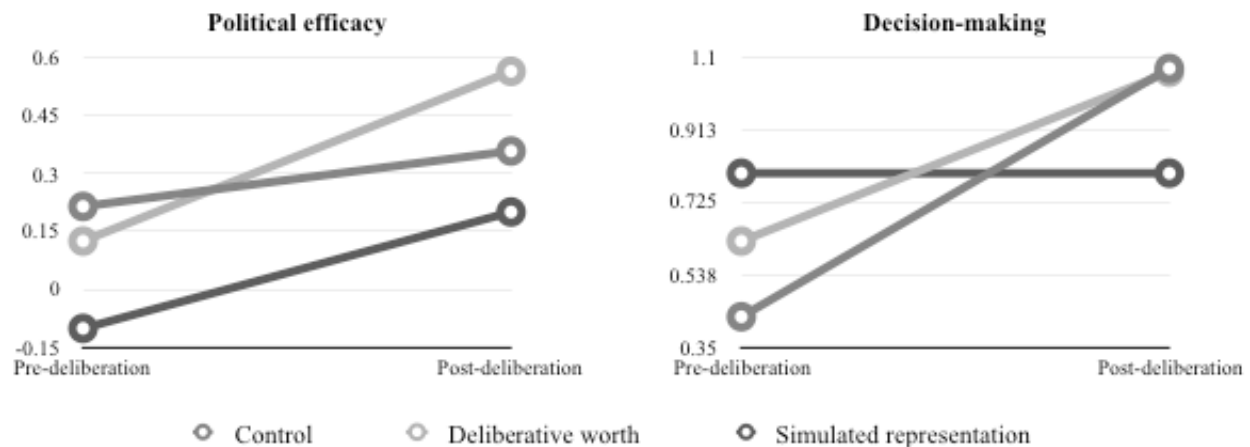 Political efficacy
0.6
0.45
0.3
0.15
0
-0.15
Pre-deliberation Post-deliberation
Decision-making
1.1
0.913
0.725
0.538
0.35
Pre-deliberation Post-deliberation
Control Deliberative worth Simulated representation